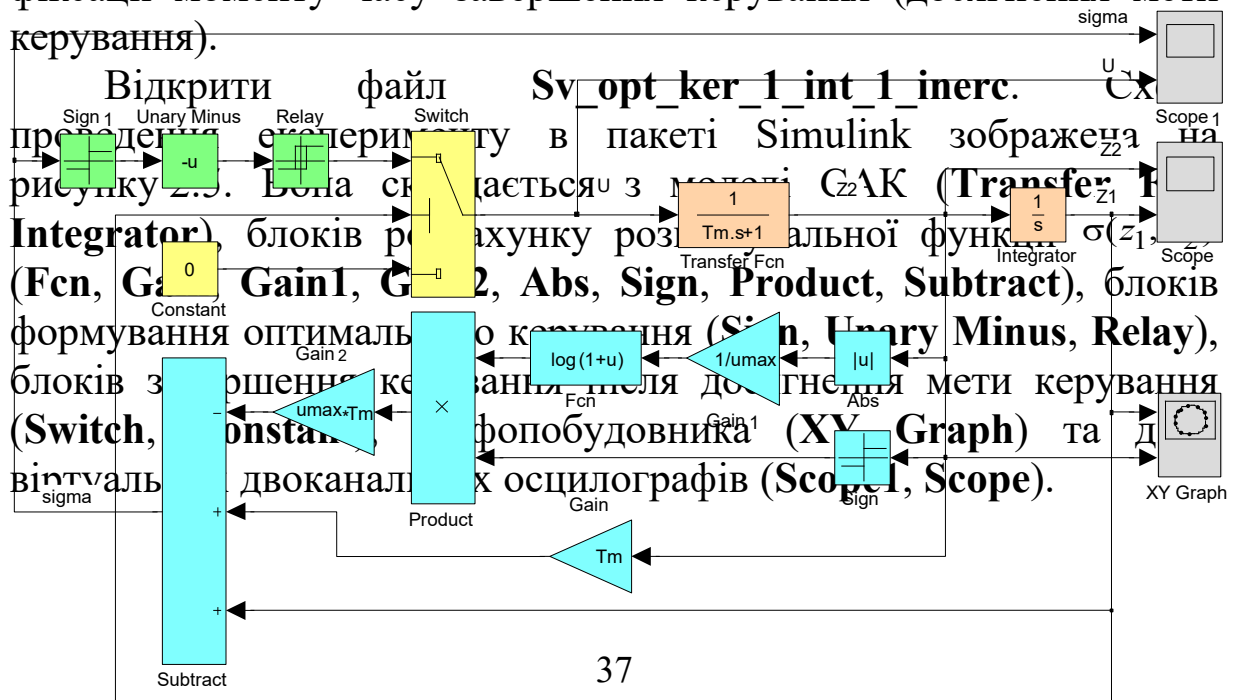 фіксації моменту часу завершення керування (досягнення мети
sigma
керування).
Відкрити файл Sv_opt_ker_1_int_1_inerc.
U
Sign 1 Unary Minus Relay Switch Scope 1
проведення експерименту в пакеті Simulink зображена на
Z2
-u
рисунку 2.5. Вона складається з моделі САК (Transfer
U Z2 Z1
1
Tm.s+1
1
s
Integrator), блоків розрахунку розв'язувальної функції σ(z1,
Transfer Fcn Integrator Scope
0
(Fcn, Gain, Gain1, Gain2, Abs, Sign, Product, Subtract), блоків
Constant
формування оптимального керування (Sign, Unary Minus, Relay),
Gain 2
log(1+u) 1/umax |u|
блоків завершення керування після досягнення мети керування
Fcn Abs
× umax*Tm −
Gain 1
(Switch, Constant), графопобудовника (XY Graph) та
віртуальних двоканальних осцилографів (Scope1, Scope).
sigma Sign XY Graph
Product Gain
+
Tm
+
37
Subtract